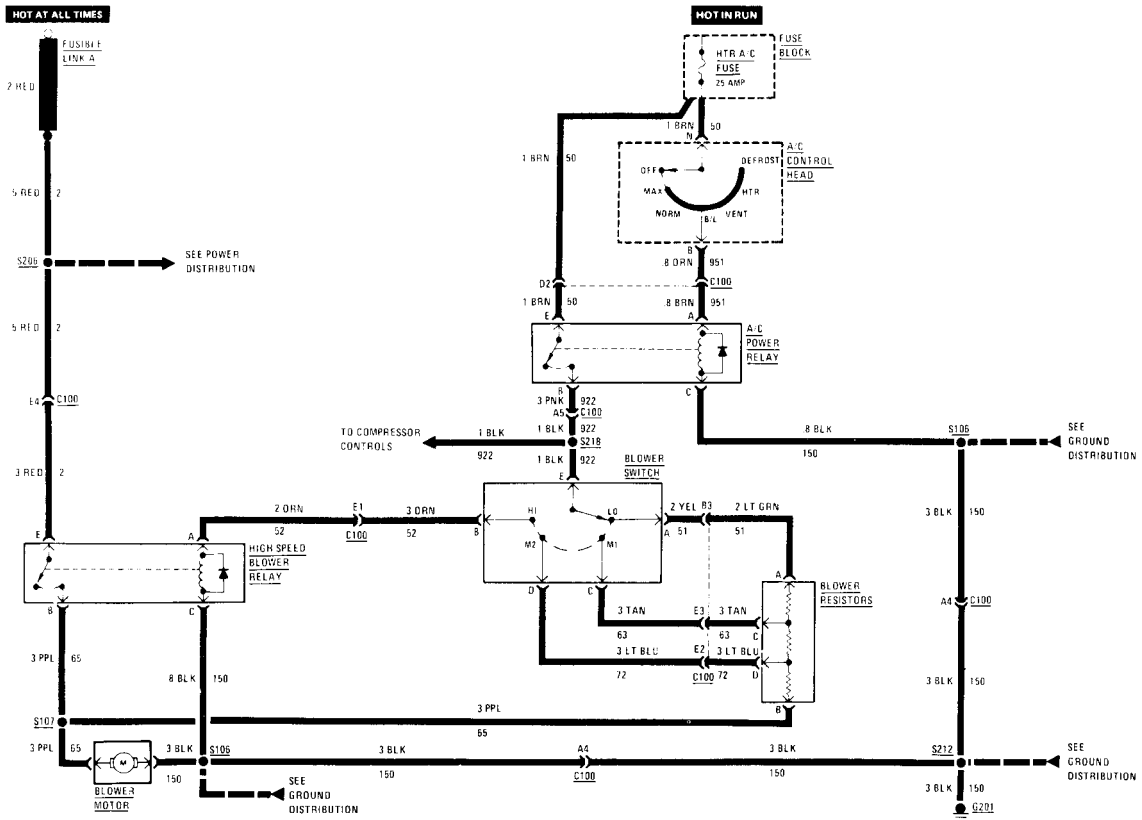 HOT AT ALL TIMES
HOT IN RUN
FUSIBLE
LINK A
FUSE
BLOCK
HTR A/C
FUSE
25 AMP
2 RED
1 BRN 50
N
1 BRN 50
A/C
CONTROL
HEAD
OFF
DEFROST
MAX
HTR
NORM
B/L
VENT
5 RED 2
B
S206
SEE POWER
DISTRIBUTION
.8 ORN 951
D2
C100
1 BRN 50
.8 BRN 951
E
A
5 RED 2
A/C
POWER
RELAY
E4 C100
B
C
3 PNK 922
A5 C100
TO COMPRESSOR
CONTROLS
1 BLK 922
1 BLK
922
S218
.8 BLK
150
S106
SEE
GROUND
DISTRIBUTION
3 RED 2
1 BLK 922
BLOWER
SWITCH
E
2 ORN
52
E1
C100
3 ORN
52
B
HI
LO
A
2 YEL
51
B3
2 LT GRN
51
3 BLK 150
M2
M1
E
A
HIGH SPEED
BLOWER
RELAY
D
C
A
BLOWER
RESISTORS
B
C
3 TAN
63
E3
3 TAN
63
C
A4 C100
3 PPL 65
3 LT BLU
72
E2
C100
3 LT BLU
72
D
8 BLK 150
3 BLK 150
B
S107
3 PPL
65
3 PPL 65
3 BLK
150
S106
3 BLK
150
A4
C100
3 BLK
150
S212
SEE
GROUND
DISTRIBUTION
M
BLOWER
MOTOR
SEE
GROUND
DISTRIBUTION
3 BLK 150
G201